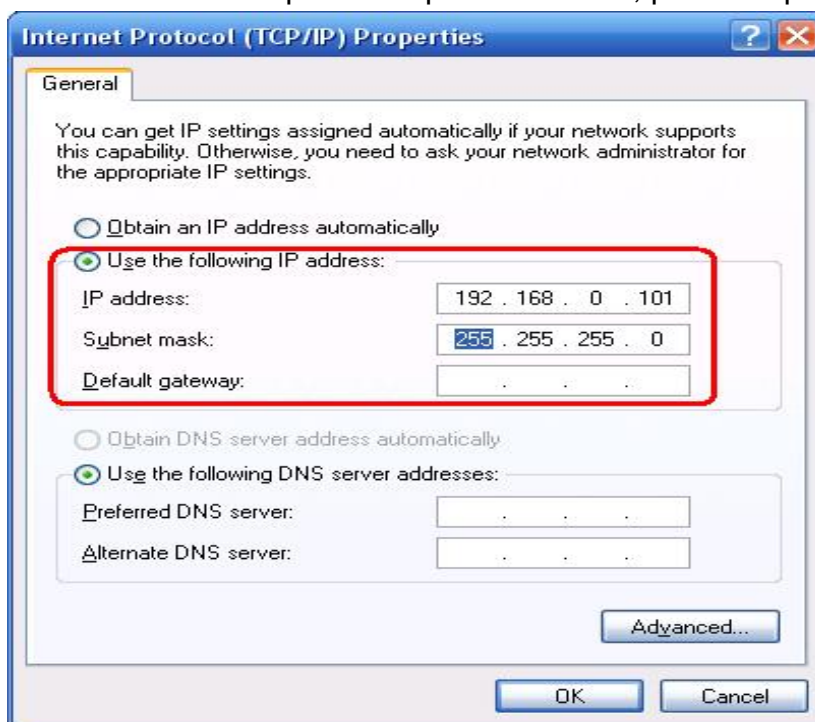 Internet Protocol (TCP/IP) Properties
General
You can get IP settings assigned automatically if your network supports
this capability. Otherwise, you need to ask your network administrator for
the appropriate IP settings.
Obtain an IP address automatically
Use the following IP address:
IP address: 192 . 168 . 0 . 101
Subnet mask: 255 . 255 . 255 . 0
Default gateway: . . .
Obtain DNS server address automatically
Use the following DNS server addresses:
Preferred DNS server: . . .
Alternate DNS server: . . .
Advanced...
OK Cancel